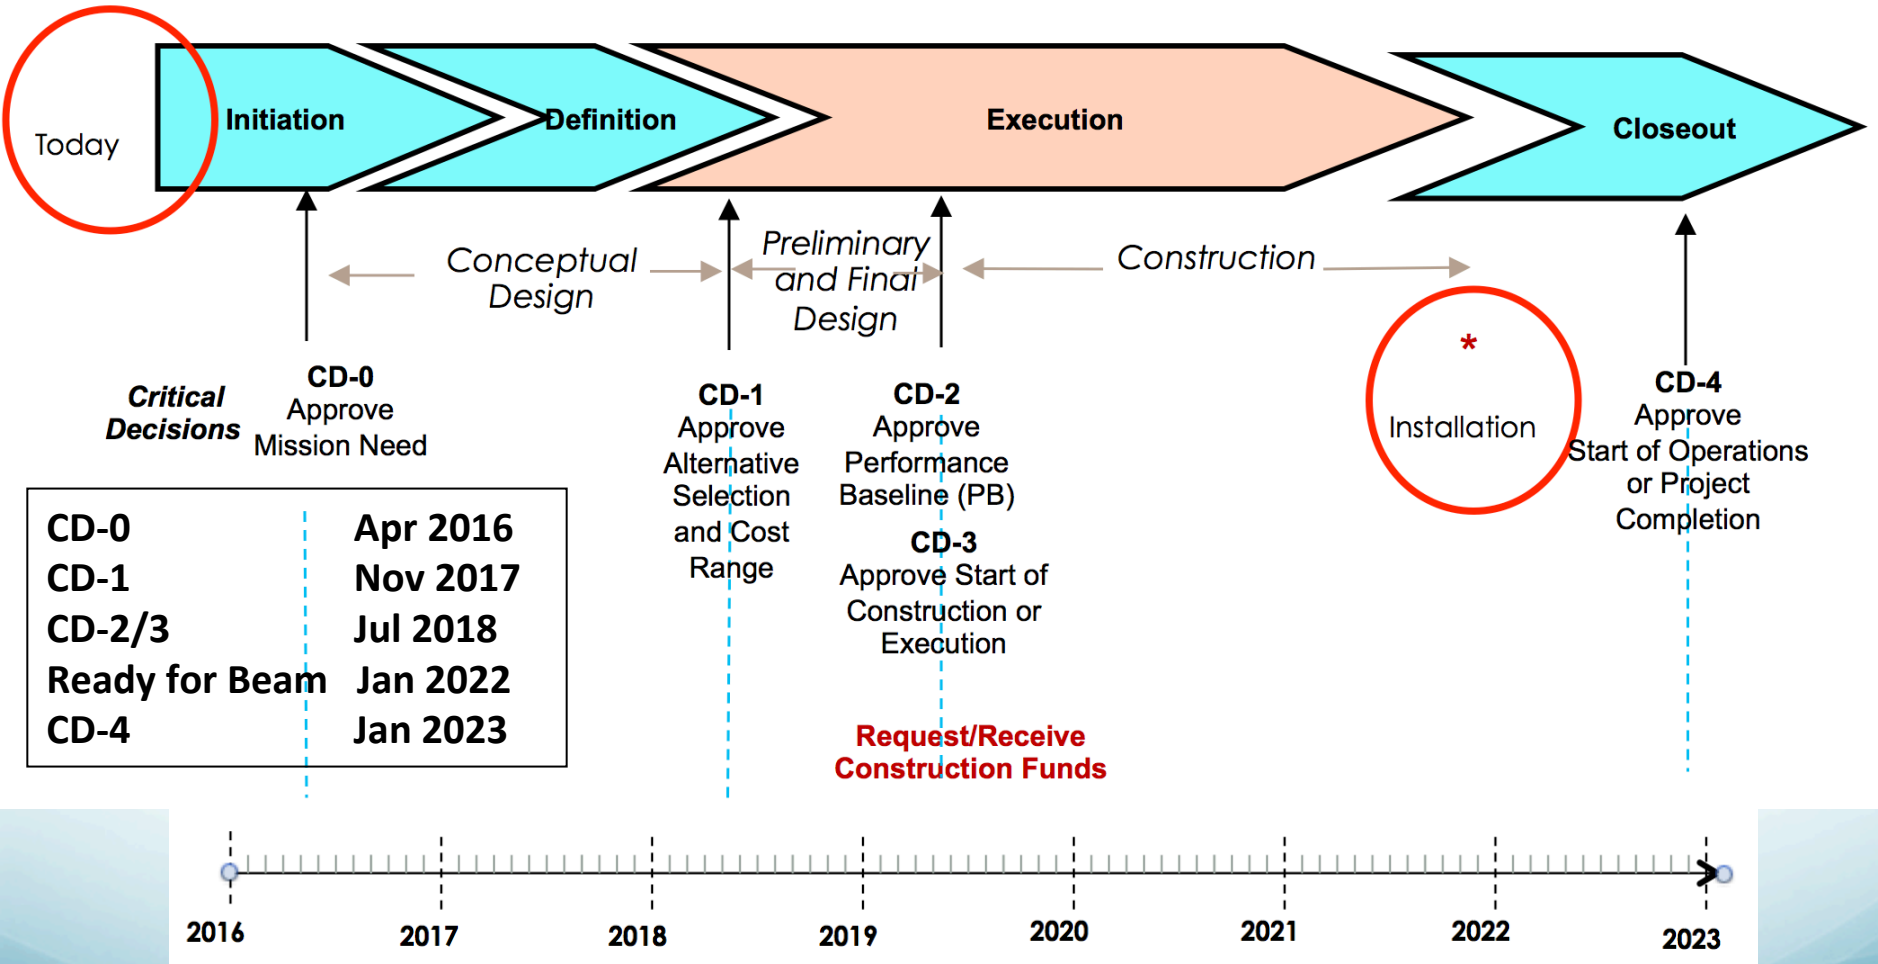 Today
Initiation
Definition
Execution
Closeout
Conceptual
Design
Preliminary
and Final
Design
Construction
*
Installation
Critical
Decisions
CD-0
Approve
Mission Need
CD-1
Approve
Alternative
Selection
and Cost
Range
CD-2
Approve
Performance
Baseline (PB)
CD-3
Approve Start of
Construction or
Execution
Request/Receive
Construction Funds
CD-4
Approve
Start of Operations
or Project
Completion
CD-0 Apr 2016
CD-1 Nov 2017
CD-2/3 Jul 2018
Ready for Beam Jan 2022
CD-4 Jan 2023
2016 2017 2018 2019 2020 2021 2022 2023